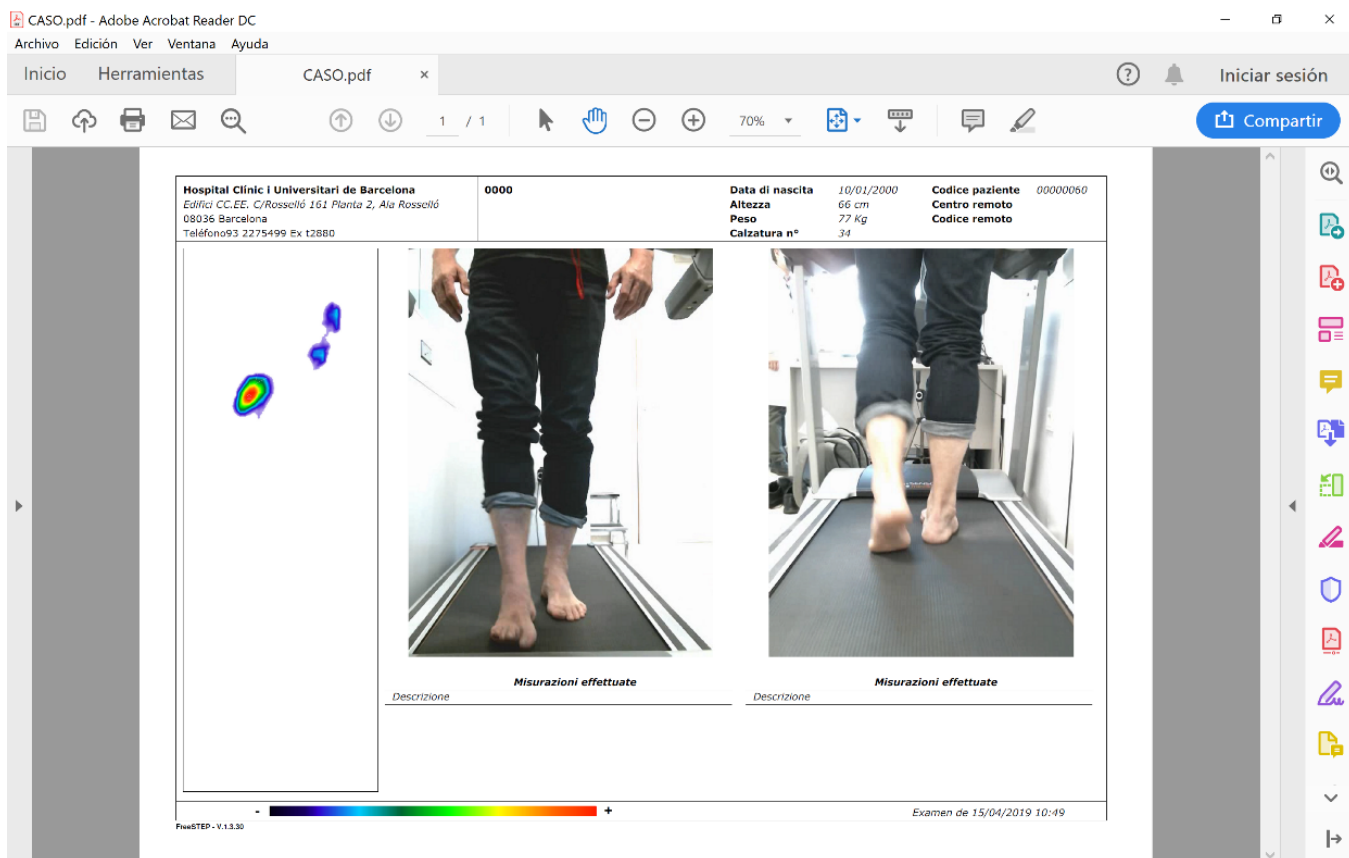 CASO.pdf - Adobe Acrobat Reader DC
Archivo Edición Ver Ventana Ayuda
Inicio Herramientas CASO.pdf × Iniciar sesión
1 / 1 70% Compartir
Hospital Clínic i Universitari de Barcelona
Edifici CC.EE. C/Rosselló 161 Planta 2, Ala Rosselló
08036 Barcelona
Teléfono93 2275499 Ex t2880
0000
Data di nascita 10/01/2000
Altezza 66 cm
Peso 77 Kg
Calzatura n° 34
Codice paziente 00000060
Centro remoto
Codice remoto
Misurazioni effettuate
Descrizione
Misurazioni effettuate
Descrizione
- +
Examen de 15/04/2019 10:49
FreeSTEP - V.1.3.30